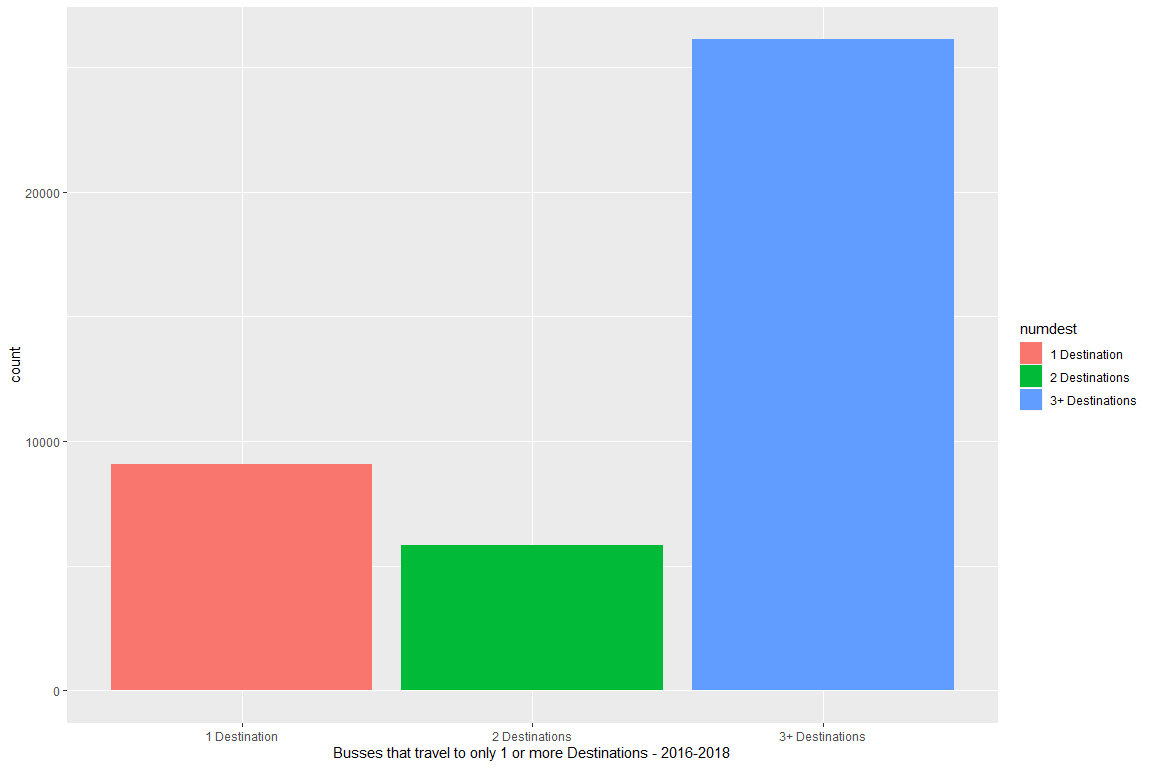 count
20000
10000
0
1 Destination
2 Destinations
3+ Destinations
Busses that travel to only 1 or more Destinations - 2016-2018
numdest
1 Destination
2 Destinations
3+ Destinations